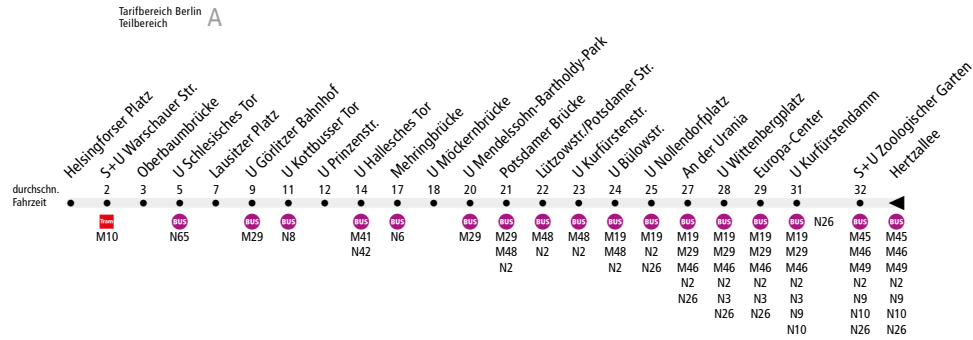 Tarifbereich Berlin
Teilbereich
A
Helsingforser Platz
S+U Warschauer Str.
Oberbaumbrücke
U Schlesisches Tor
Lausitzer Platz
U Görlitzer Bahnhof
U Kottbusser Tor
U Prinzenstr.
U Hallesches Tor
Mehringbrücke
U Möckernbrücke
U Mendelssohn-Bartholdy-Park
Potsdamer Brücke
Lützowstr./Potsdamer Str.
U Kurfürstenstr.
U Bülowstr.
U Nollendorfplatz
An der Urania
U Wittenbergplatz
Europa-Center
U Kurfürstendamm
S+U Zoologischer Garten
Hertzallee
durchschn. 2 3 5 7 9 11 12 14 17 18 20 21 22 23 24 25 27 28 29 31 32
Fahrzeit
Tram BUS BUS BUS BUS BUS BUS BUS BUS BUS BUS BUS BUS BUS BUS BUS N26 BUS BUS
M10 N65 M29 N8 M41 N6 M29 M29 M48 M48 M19 M19 M19 M19 M19 M19 M45 M45
N42 M48 N2 N2 M48 N2 M29 M29 M29 M29 M46 M46
N2 N2 N26 M46 M46 M46 N2 M49 M49
N2 N2 N2 N3 N2 N2
N26 N3 N3 N9 N9 N9
N26 N26 N10 N10 N10
N26 N26